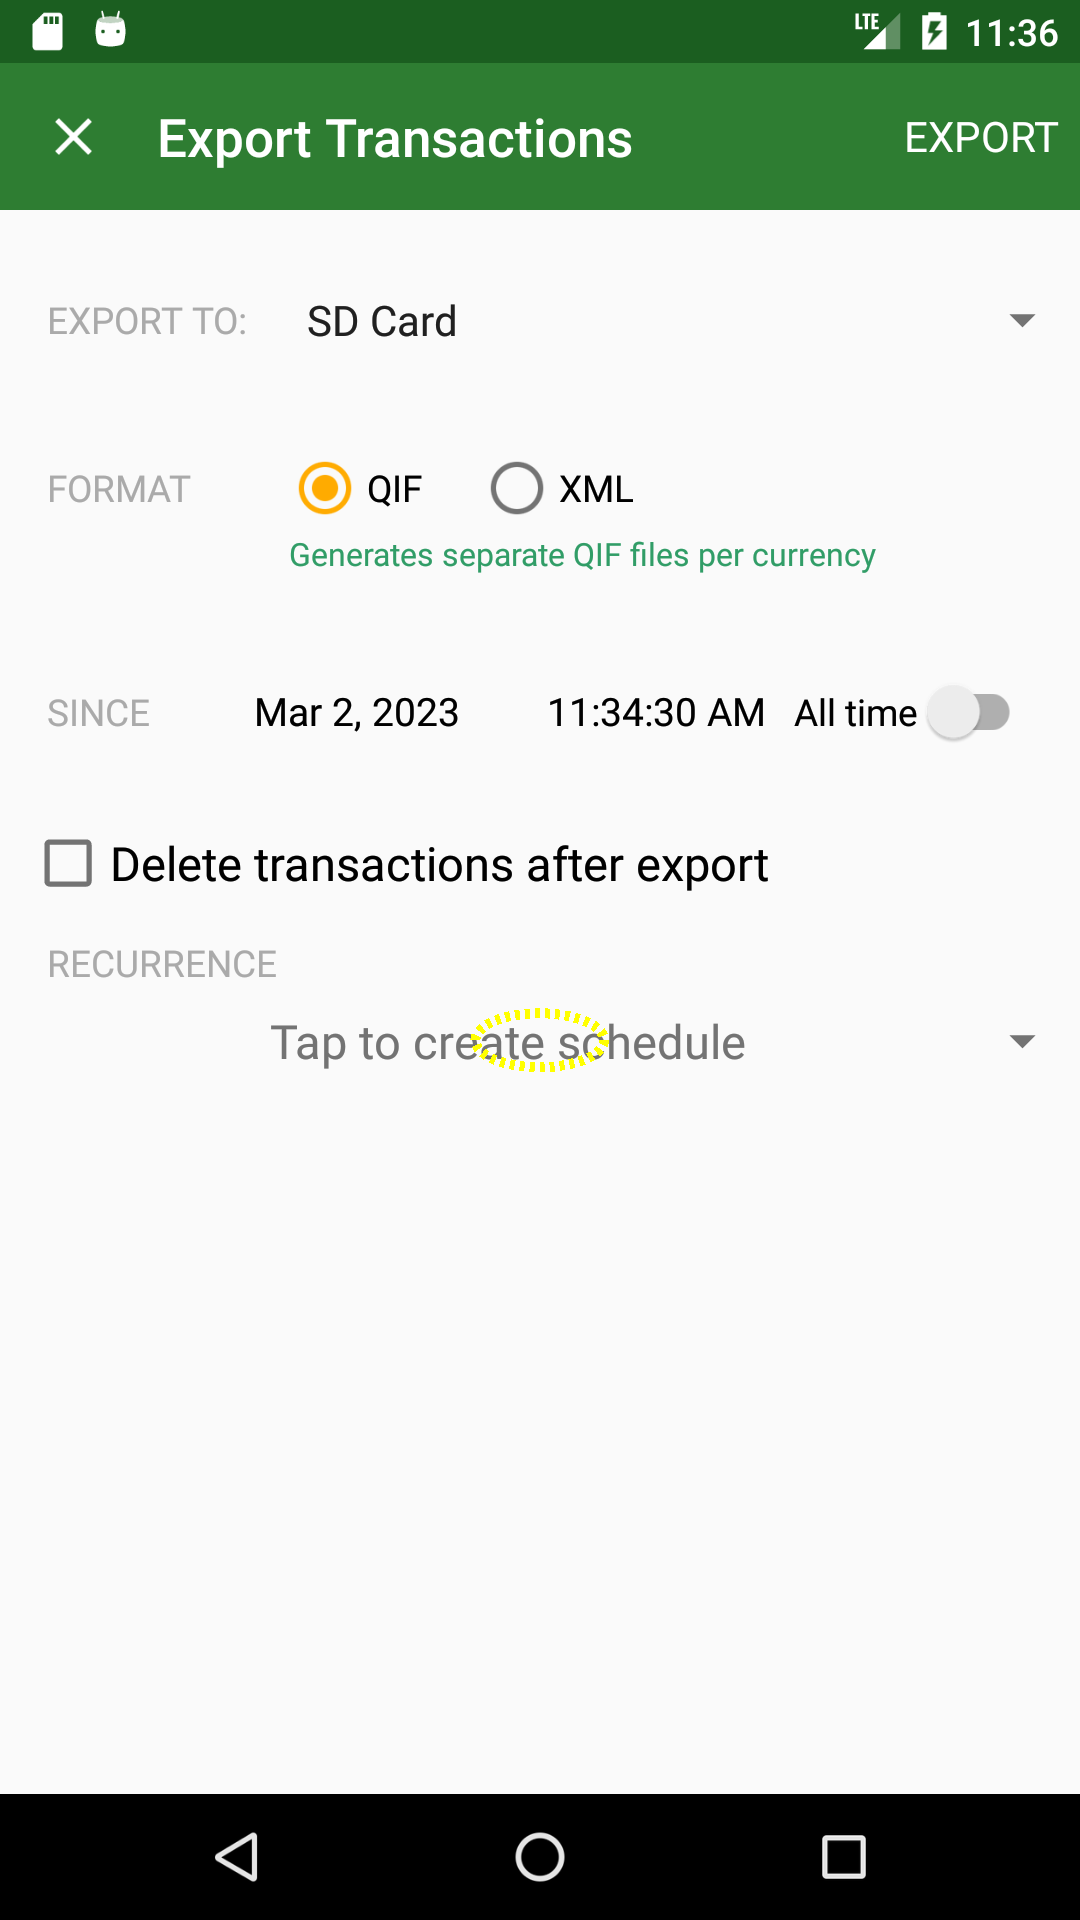 LTE 11:36
Export Transactions EXPORT
EXPORT TO: SD Card
FORMAT QIF XML
Generates separate QIF files per currency
SINCE Mar 2, 2023 11:34:30 AM All time
Delete transactions after export
RECURRENCE
Tap to create schedule